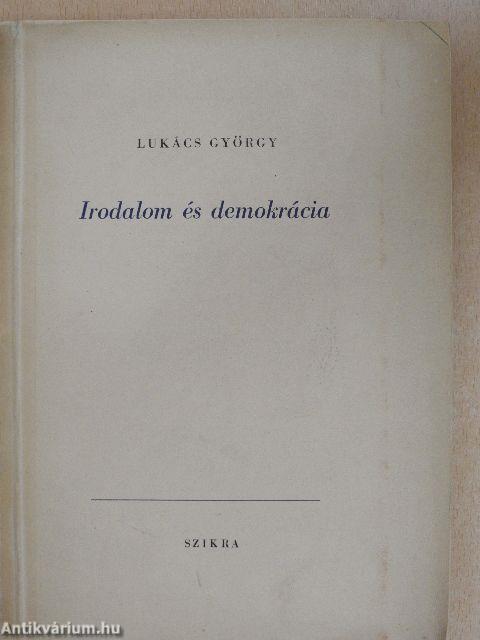 LUKÁCS GYÖRGY
Irodalom és demokrácia
SZIKRA
Antikvárium.hu